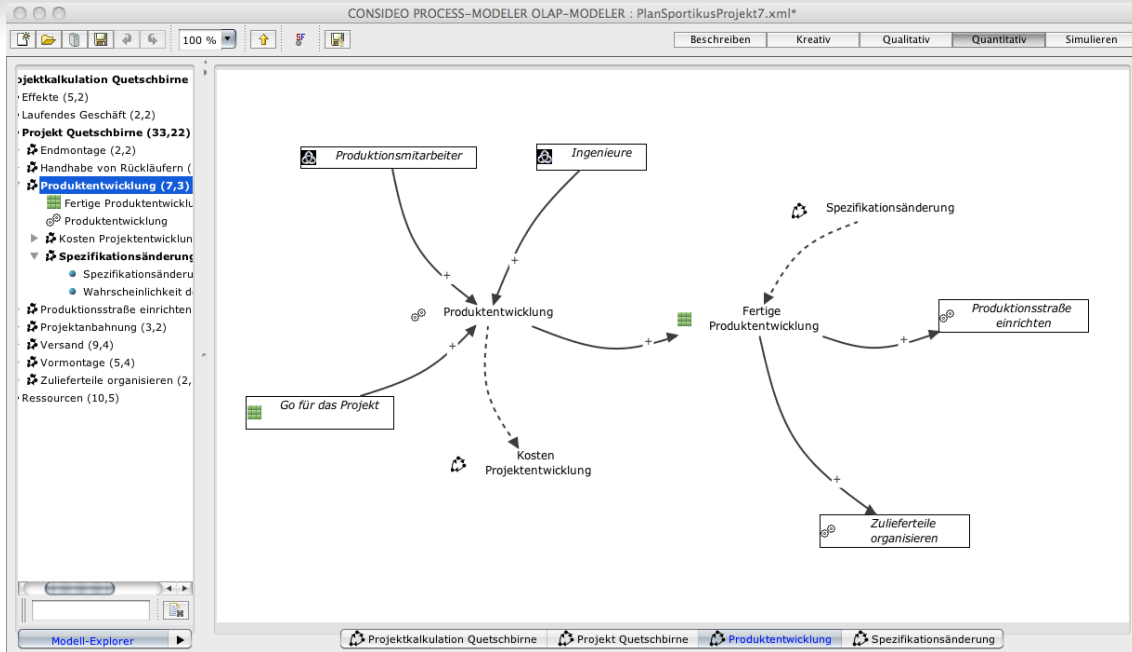 CONSIDEO PROCESS-MODELER OLAP-MODELER : PlanSportikusProjekt7.xml*
100 %
SF
Beschreiben
Kreativ
Qualitativ
Quantitativ
Simulieren
ojektkalkulation Quetschbirne
Effekte (5,2)
Laufendes Geschäft (2,2)
Projekt Quetschbirne (33,22)
Endmontage (2,2)
Handhabe von Rückläufern (
Produktentwicklung (7,3)
Fertige Produktentwicklu
Produktentwicklung
Kosten Projektentwicklun
Spezifikationsänderung
Spezifikationsänderu
Wahrscheinlichkeit d
Produktionsstraße einrichten
Projektanbahnung (3,2)
Versand (9,4)
Vormontage (5,4)
Zulieferteile organisieren (2,
Ressourcen (10,5)
Modell-Explorer
Produktionsmitarbeiter
Ingenieure
Spezifikationsänderung
+
+
Produktentwicklung
Fertige
Produktentwicklung
Produktionsstraße
einrichten
+
+
+
Go für das Projekt
Kosten
Projektentwicklung
+
Zulieferteile
organisieren
Projektkalkulation Quetschbirne
Projekt Quetschbirne
Produktentwicklung
Spezifikationsänderung